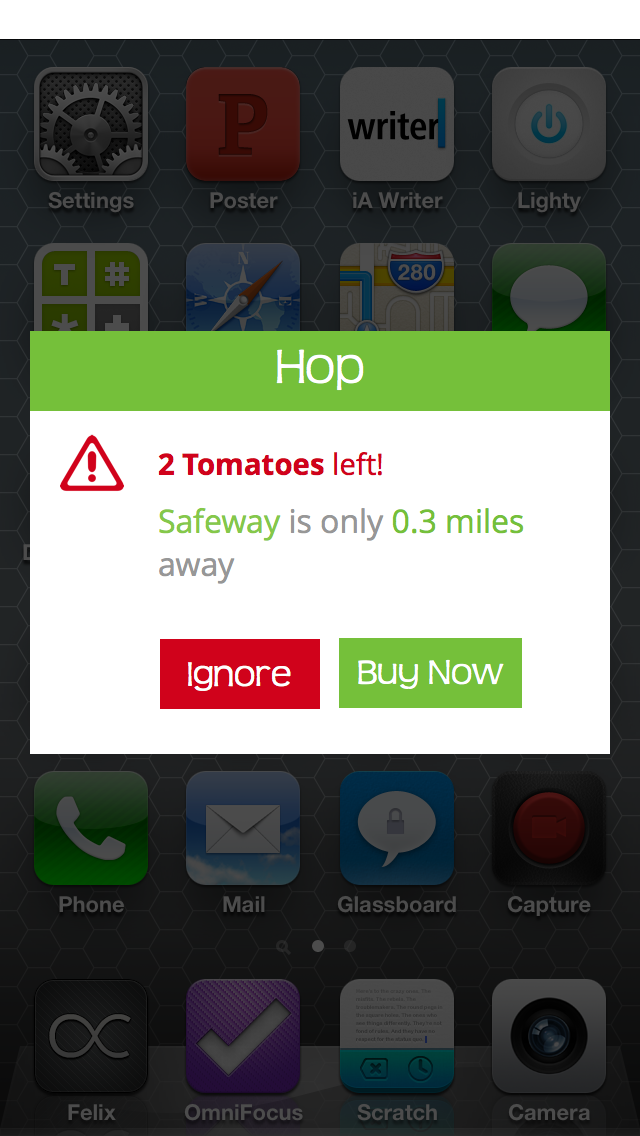 writer
Settings
Poster
iA Writer
Lighty
T #
N
280
*
Hop
2 Tomatoes left!
Safeway is only 0.3 miles
away
Ignore
Buy Now
Phone
Mail
Glassboard
Capture
Felix
OmniFocus
Scratch
Camera